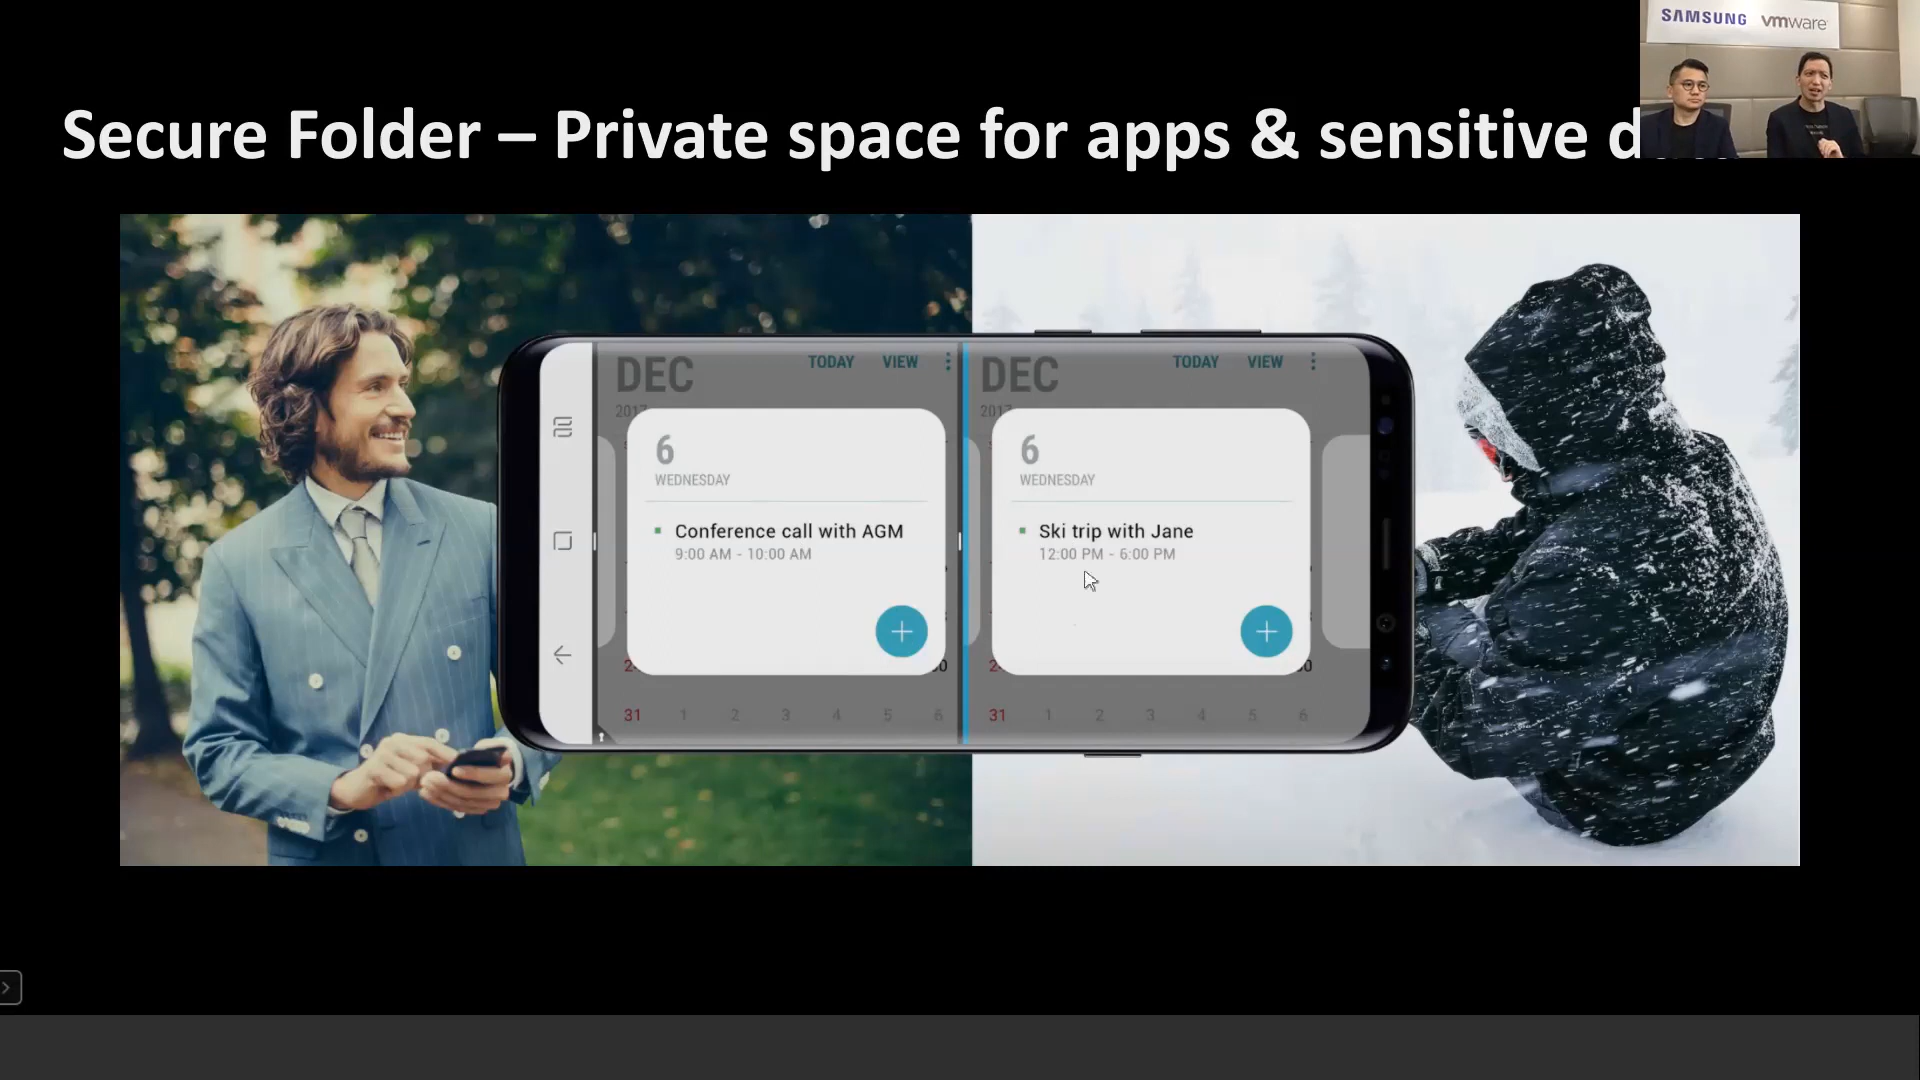 SAMSUNG vmware
Secure Folder – Private space for apps & sensitive
DEC
TODAY VIEW
2017
6
WEDNESDAY
Conference call with AGM
9:00 AM - 10:00 AM
31 1 2 3 4 5 6
DEC
TODAY VIEW
2017
6
WEDNESDAY
Ski trip with Jane
12:00 PM - 6:00 PM
31 1 2 3 4 5 6